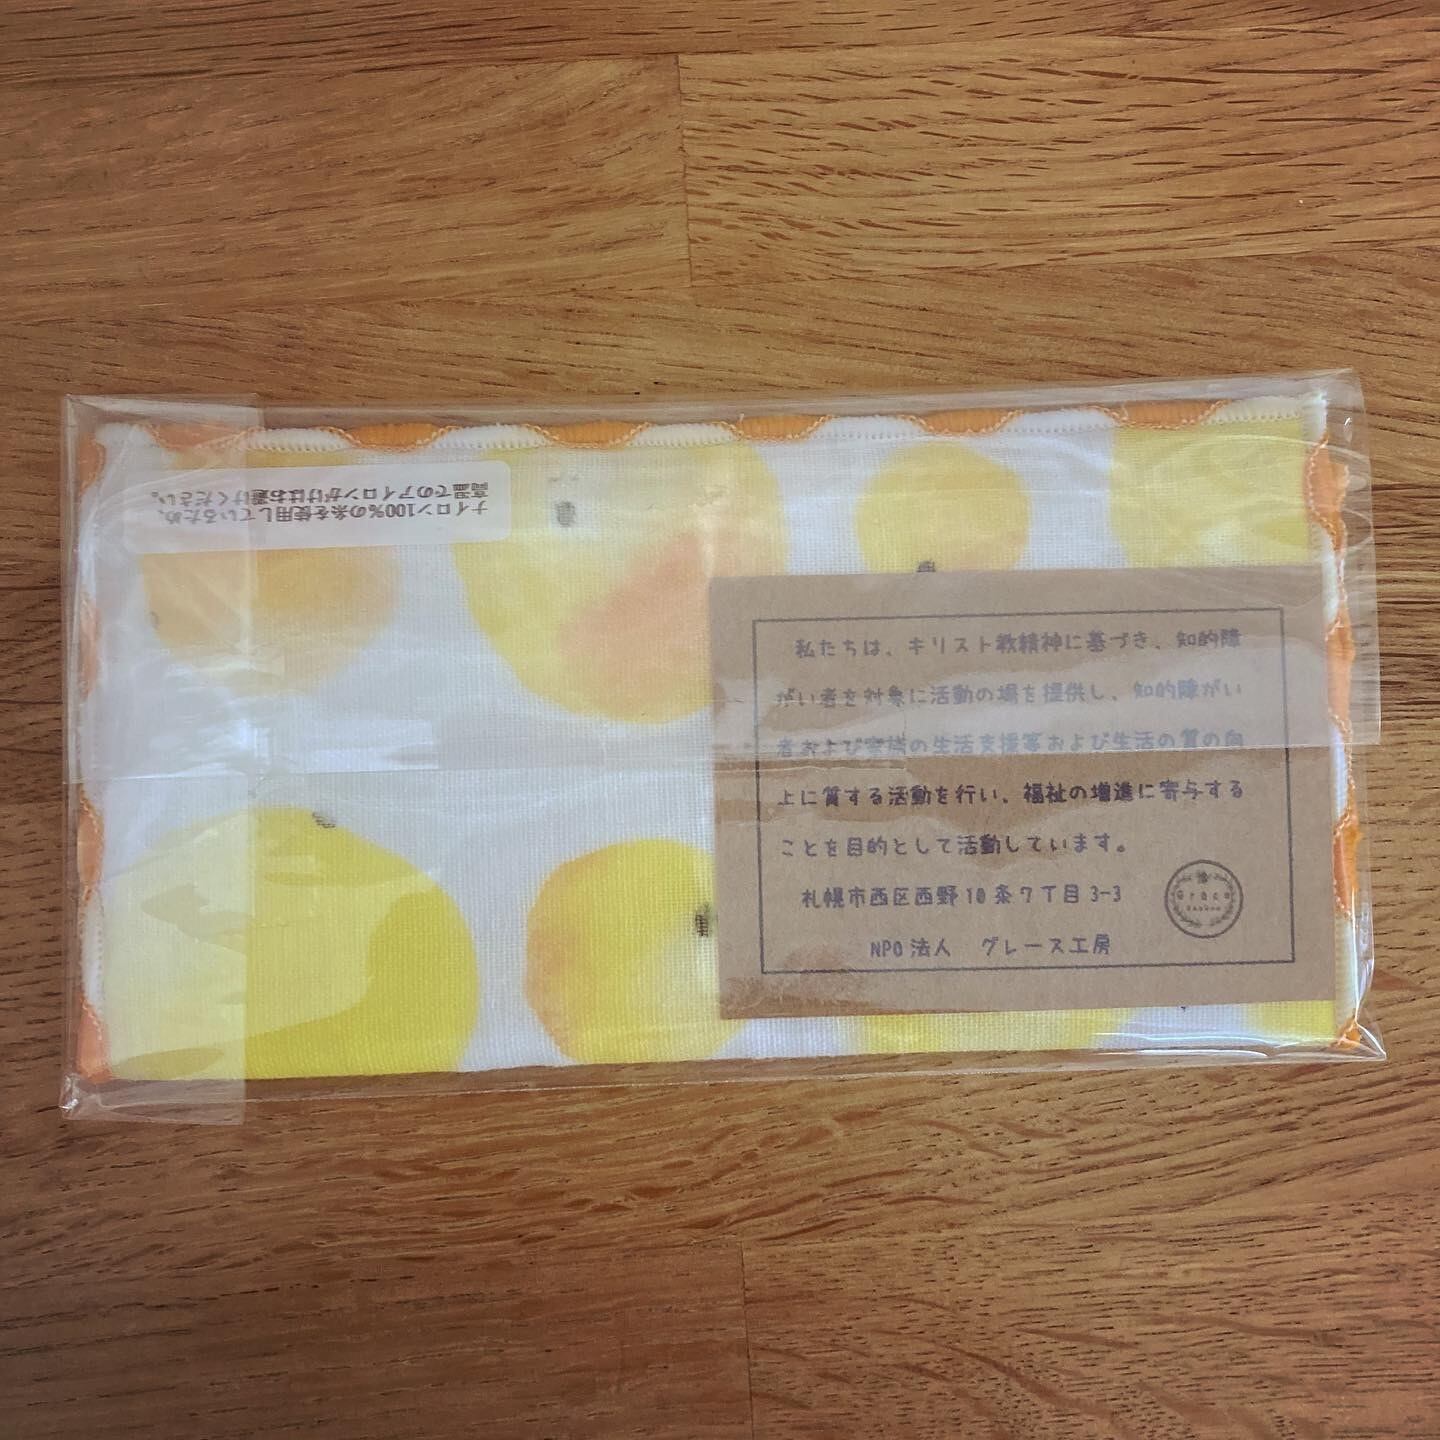 ナイロン100%の糸を使用しているため、
高温でのアイロンがけはお避けください。
私たちは、キリスト教精神に基づき、知的障
がい者を対象に活動の場を提供し、知的障がい
者および家族の生活支援等および生活の質の向
上に質する活動を行い、福祉の増進に寄与する
ことを目的として活動しています。
札幌市西区西野10条7丁目3-3
NPO法人 グレース工房
Grace